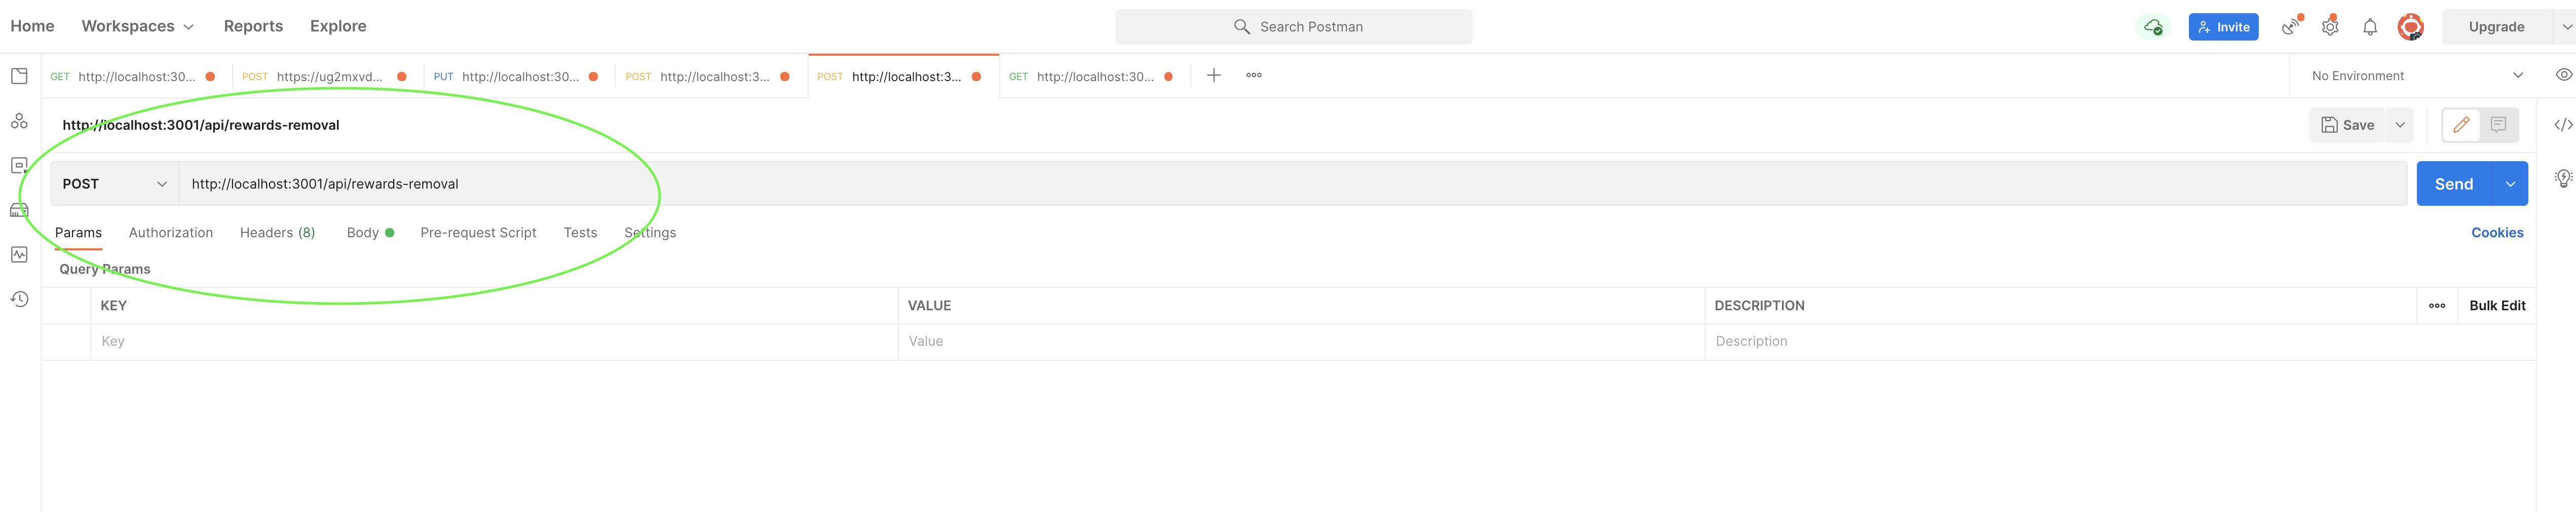 Home Workspaces Reports Explore Search Postman Invite Upgrade
GET http://localhost:30... POST https://ug2mxvd... PUT http://localhost:30... POST http://localhost:3... POST http://localhost:3... GET http://localhost:30... No Environment
http://localhost:3001/api/rewards-removal Save
POST http://localhost:3001/api/rewards-removal Send
Params Authorization Headers (8) Body Pre-request Script Tests Settings Cookies
Query Params
KEY VALUE DESCRIPTION Bulk Edit
Key Value Description